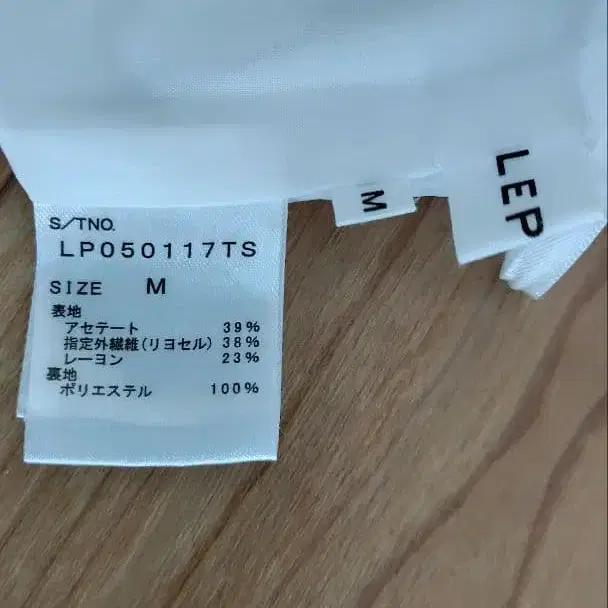 S/TNO.
LP050117TS
SIZE M
表地
アセテート 39%
指定外繊維(リヨセル) 38%
レーヨン 23%
裏地
ポリエステル 100%
M
LEP